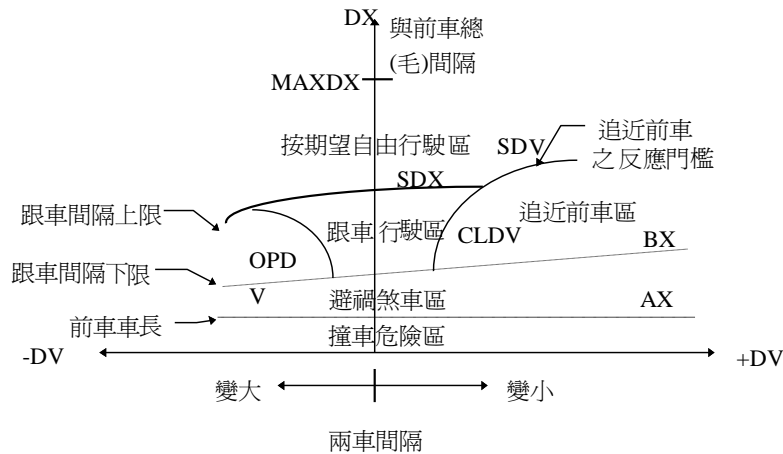 DX
與前車總
(毛)間隔
MAXDX
追近前車
之反應門檻
SDV
按期望自由行駛區
SDX
跟車間隔上限
跟車行駛區
追近前車區
CLDV
BX
OPD
V
跟車間隔下限
避禍煞車區
AX
前車車長
撞車危險區
-DV
+DV
變大
變小
兩車間隔